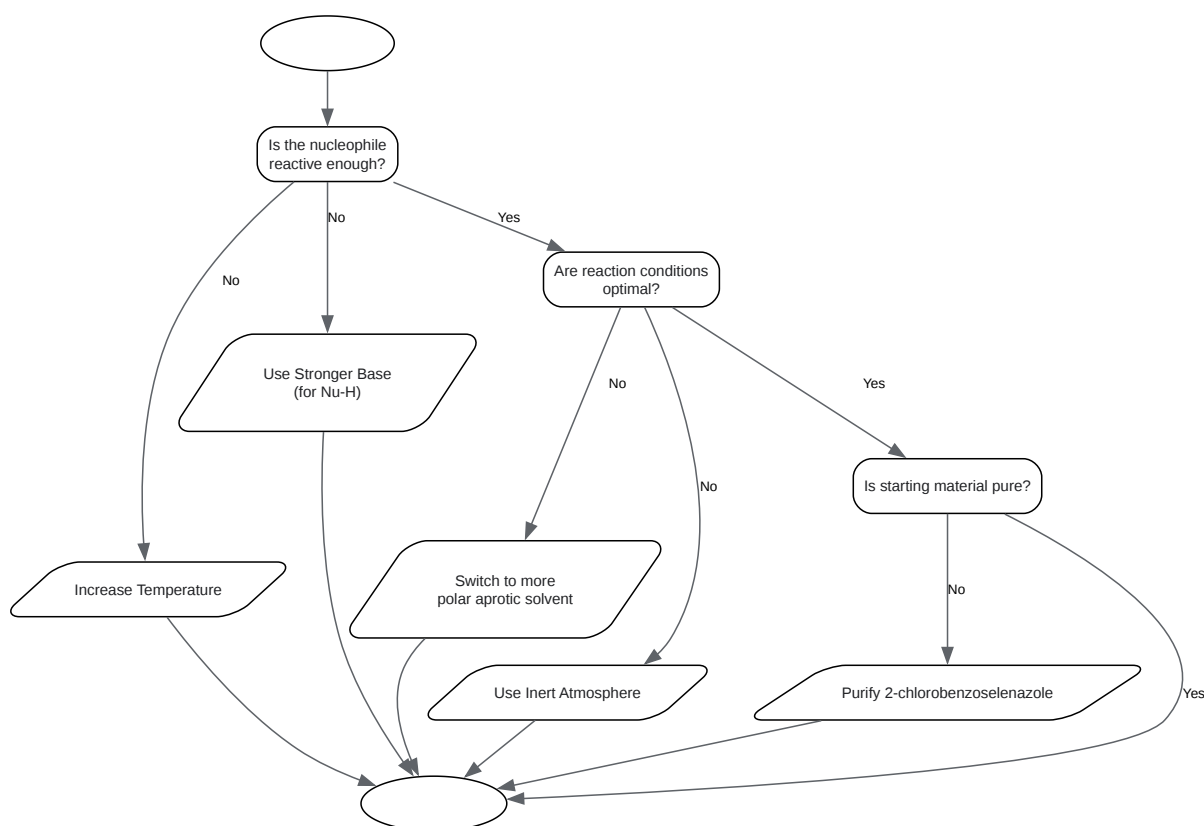 Is the nucleophile
reactive enough?
No
Yes
Are reaction conditions
optimal?
No
Use Stronger Base
(for Nu-H)
No
Yes
No
Is starting material pure?
Increase Temperature
Switch to more
polar aprotic solvent
No
Use Inert Atmosphere
Purify 2-chlorobenzoselenazole
Yes